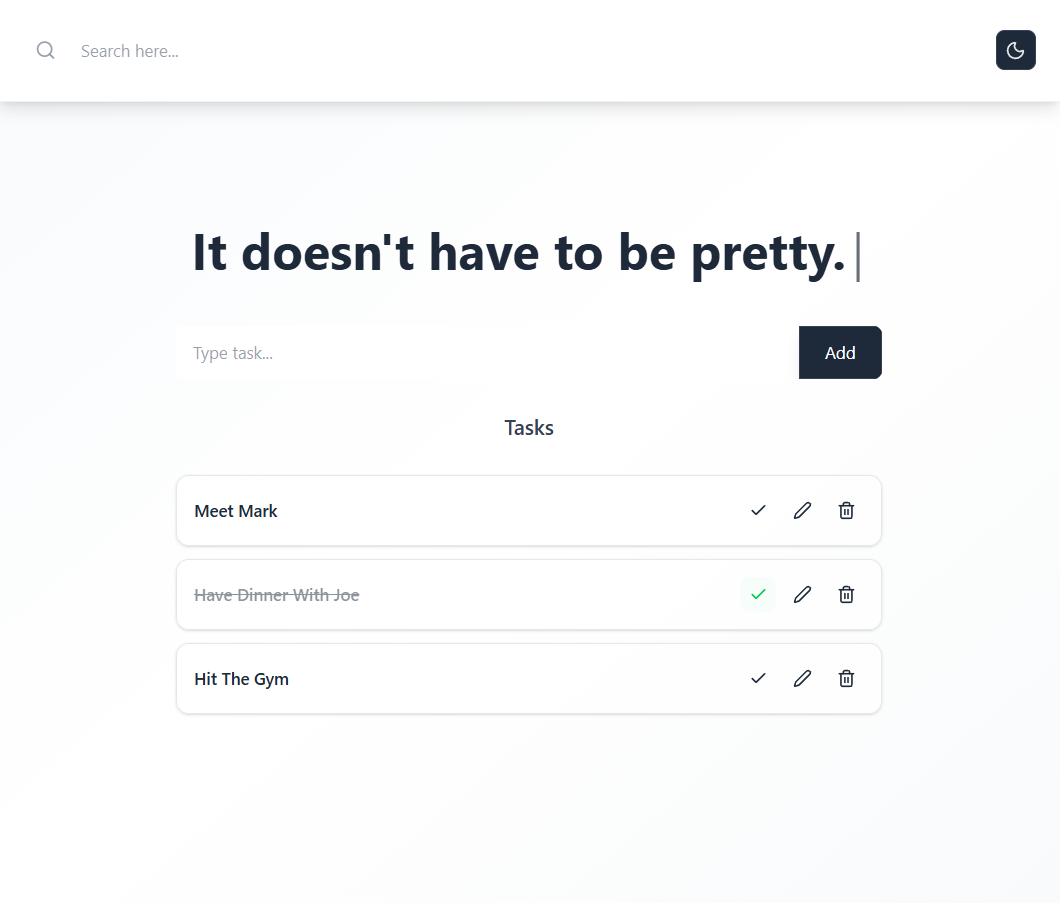 Search here...
It doesn't have to be pretty.
Type task...
Add
Tasks
Meet Mark
Have Dinner With Joe
Hit The Gym